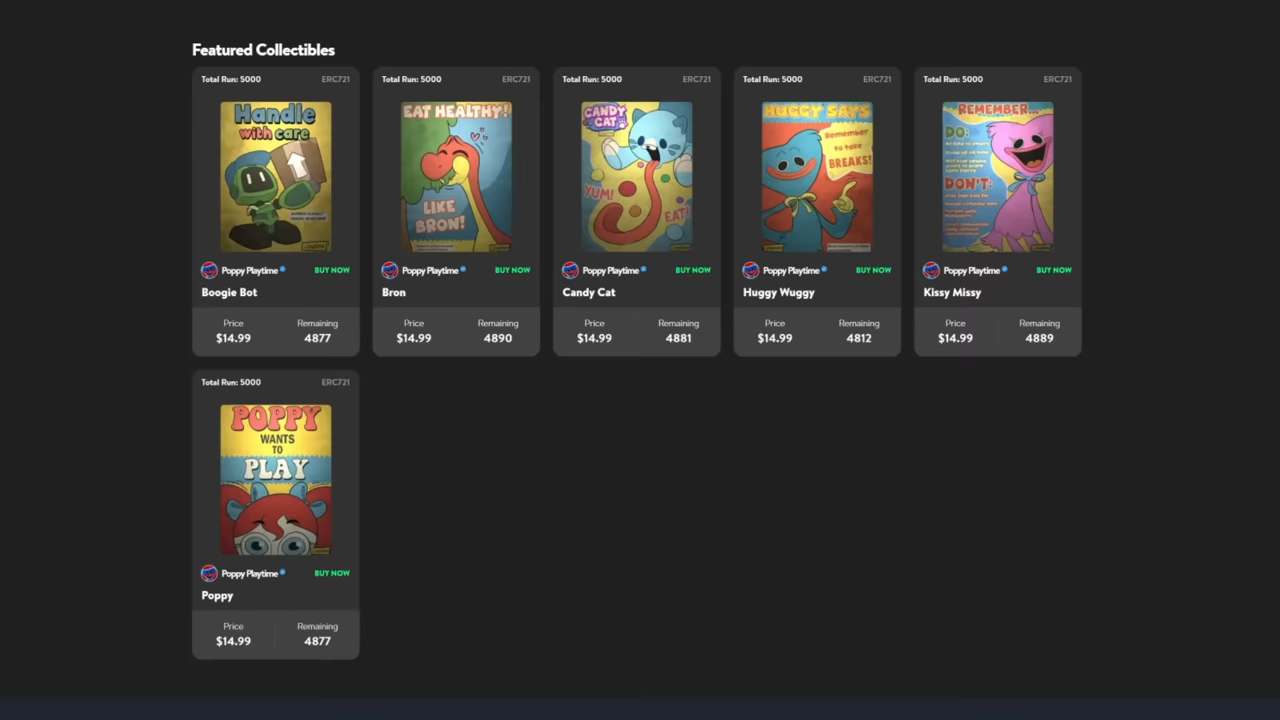 Featured Collectibles
Total Run: 5000 ERC721
Handle
with care
Poppy Playtime BUY NOW
Boogie Bot
Price Remaining
$14.99 4877
Total Run: 5000 ERC721
EAT HEALTHY!
LIKE
BRON!
Poppy Playtime BUY NOW
Bron
Price Remaining
$14.99 4890
Total Run: 5000 ERC721
CANDY
CAT
YUM!
EAT!
Poppy Playtime BUY NOW
Candy Cat
Price Remaining
$14.99 4881
Total Run: 5000 ERC721
HUGGY SAYS
Remember
to take
BREAKS!
Poppy Playtime BUY NOW
Huggy Wuggy
Price Remaining
$14.99 4812
Total Run: 5000 ERC721
REMEMBER...
DO:
DON'T:
Poppy Playtime BUY NOW
Kissy Missy
Price Remaining
$14.99 4889
Total Run: 5000 ERC721
POPPY
WANTS
TO
PLAY
Poppy Playtime BUY NOW
Poppy
Price Remaining
$14.99 4877